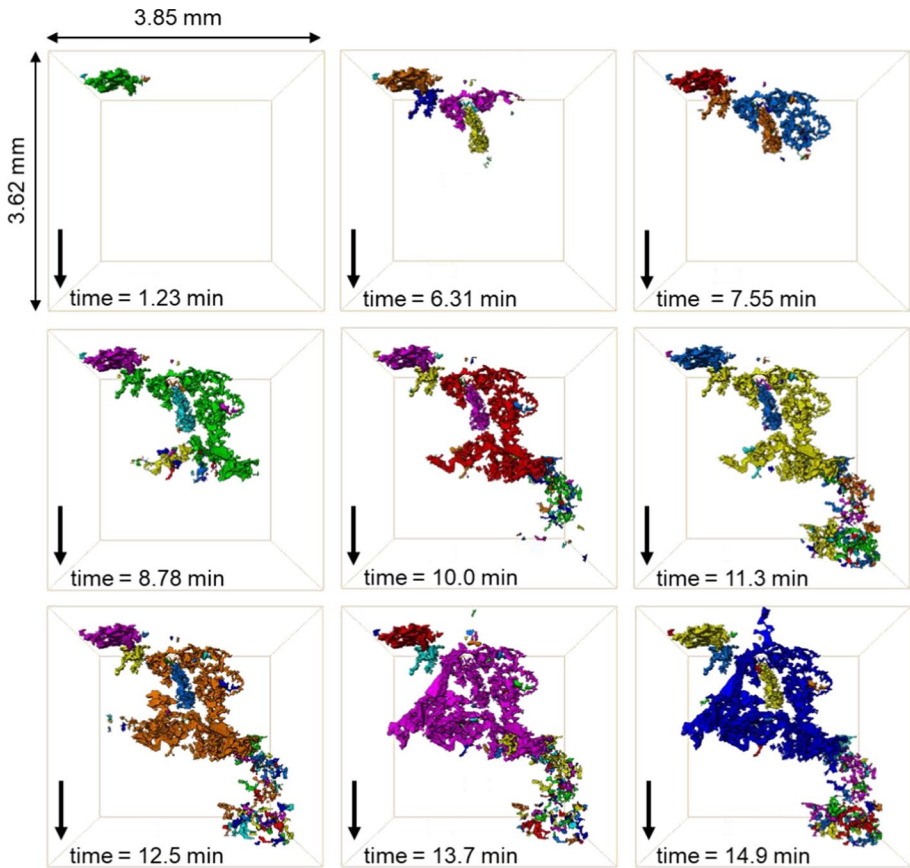 3.85 mm
3.62 mm
time = 1.23 min
time = 6.31 min
time = 7.55 min
time = 8.78 min
time = 10.0 min
time = 11.3 min
time = 12.5 min
time = 13.7 min
time = 14.9 min